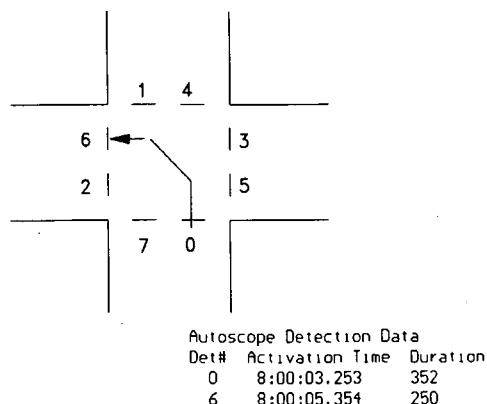 1 4
6 3
2 5
7 0
Autoscope Detection Data
Det# Activation Time Duration
0 8:00:03.253 352
6 8:00:05.354 250